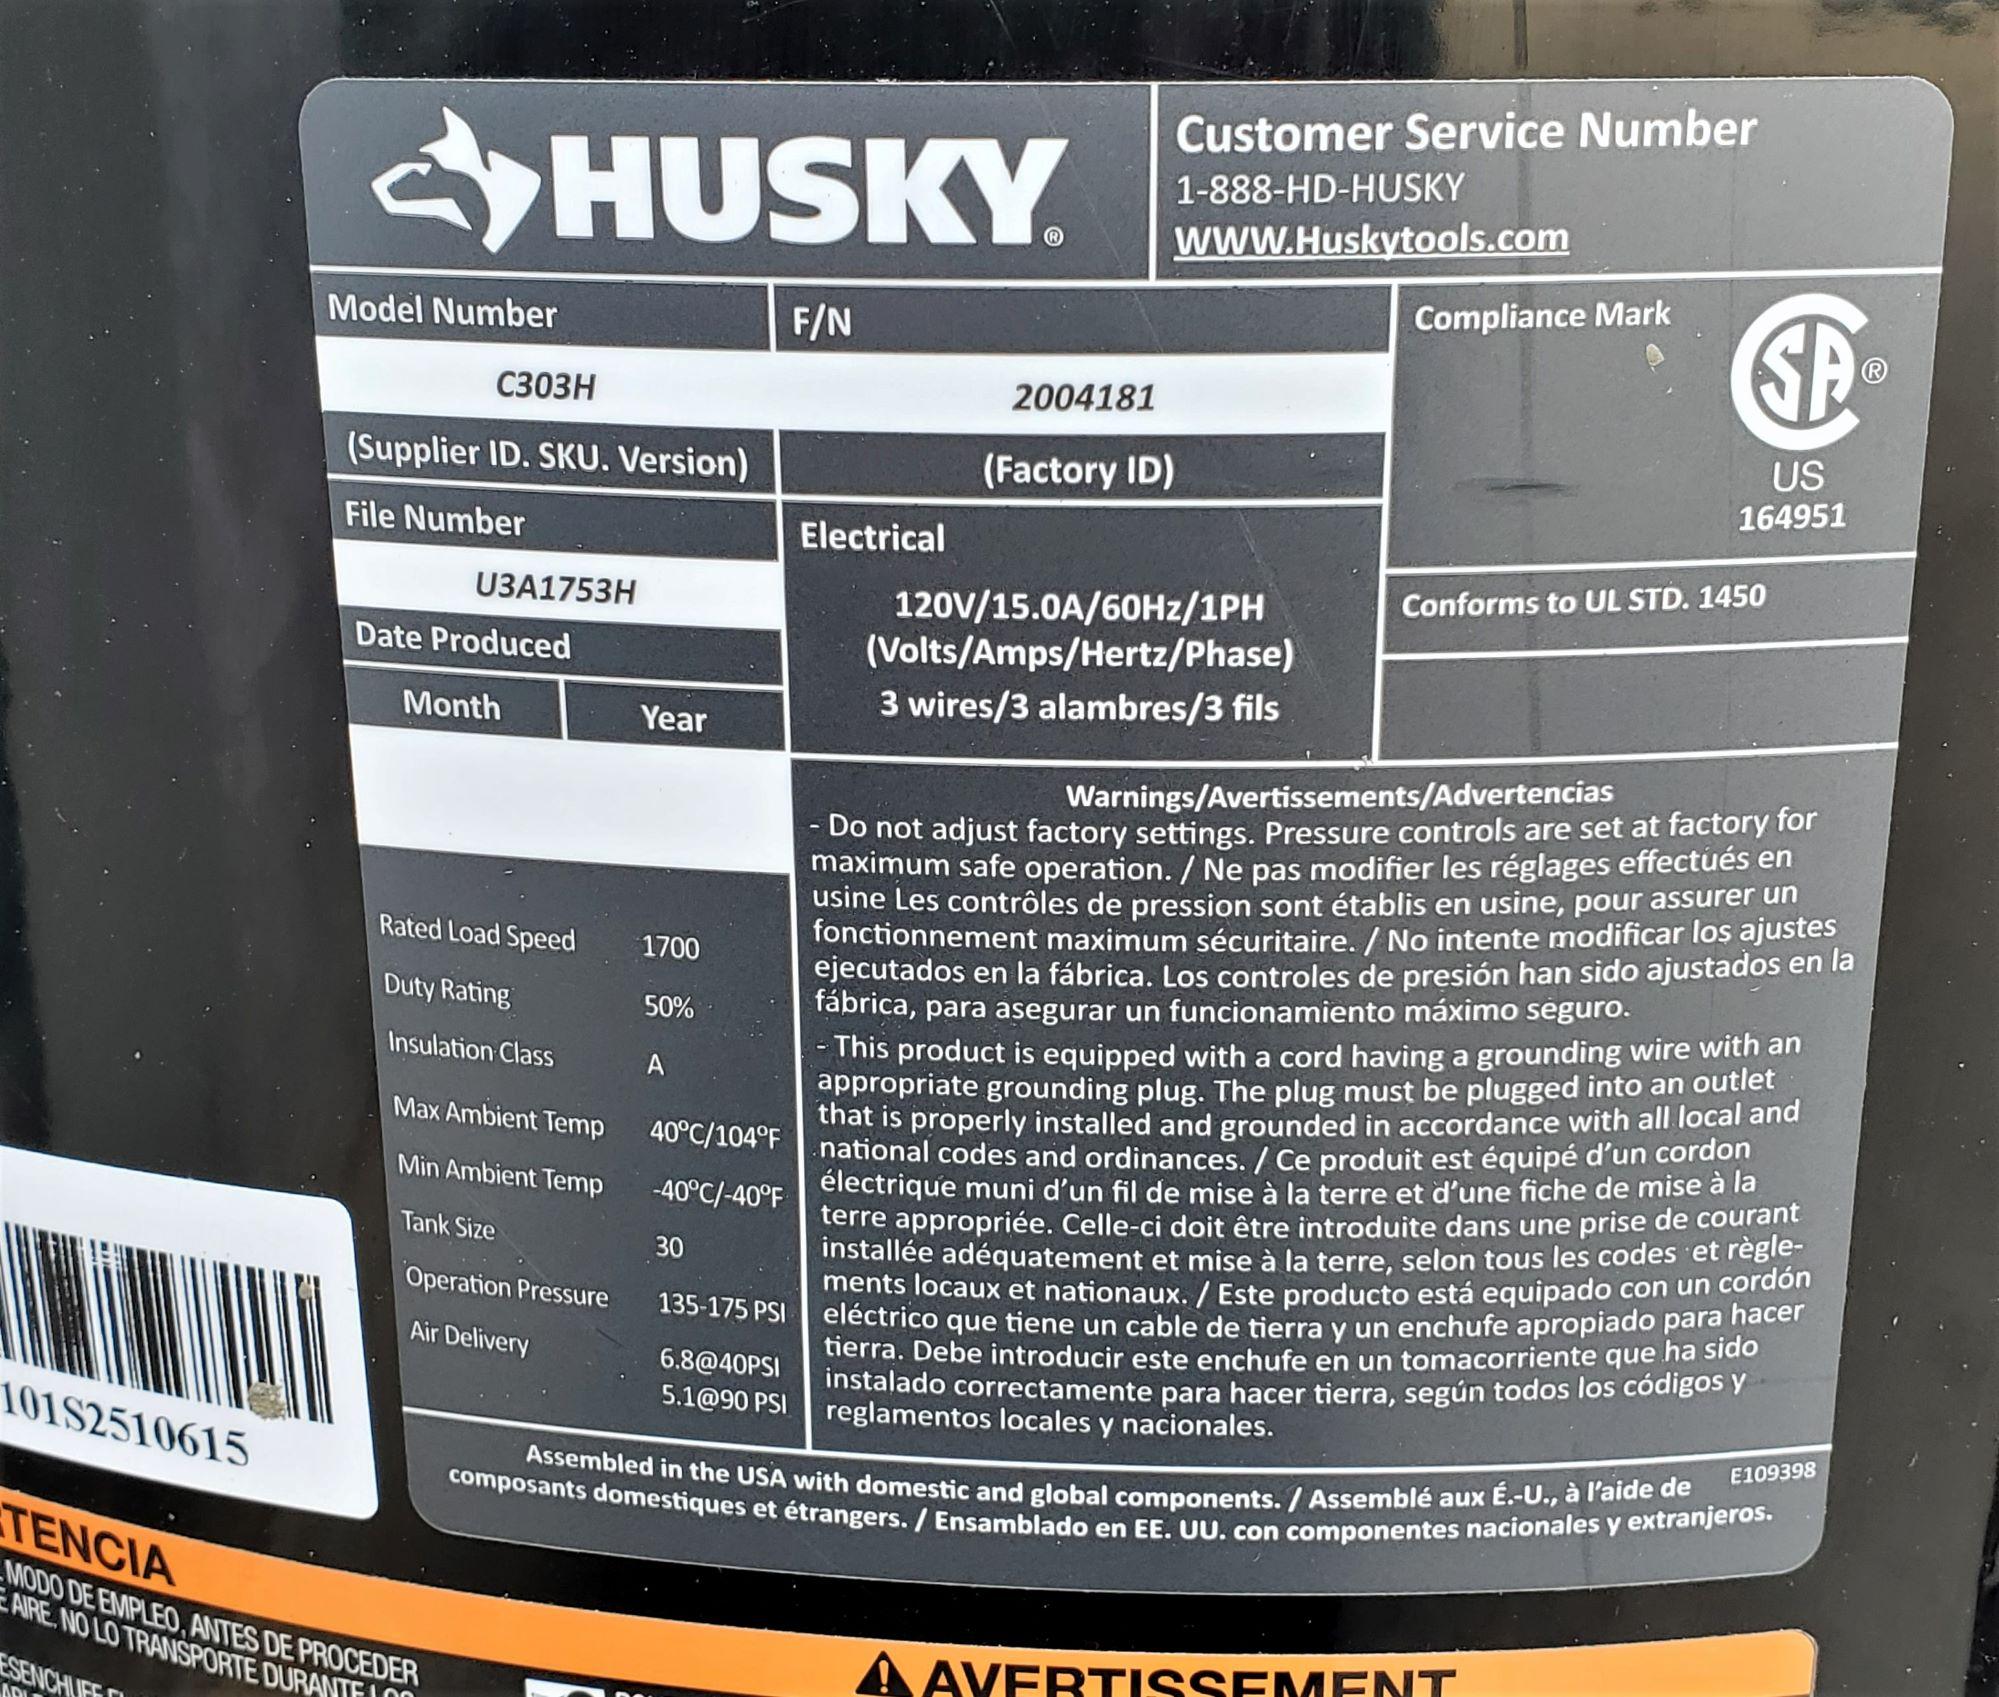 HUSKY®
Customer Service Number
1-888-HD-HUSKY
WWW.Huskytools.com
Model Number
F/N
C303H
2004181
(Supplier ID. SKU. Version)
(Factory ID)
Compliance Mark
SA®
US
164951
File Number
U3A1753H
Electrical
120V/15.0A/60Hz/1PH
(Volts/Amps/Hertz/Phase)
3 wires/3 alambres/3 fils
Conforms to UL STD. 1450
Date Produced
Month
Year
Rated Load Speed 1700
Duty Rating 50%
Insulation Class A
Max Ambient Temp 40ºC/104ºF
Min Ambient Temp -40ºC/-40ºF
Tank Size 30
Operation Pressure 135-175 PSI
Air Delivery 6.8@40PSI
5.1@90 PSI
Warnings/Avertissements/Advertencias
- Do not adjust factory settings. Pressure controls are set at factory for
maximum safe operation. / Ne pas modifier les réglages effectués en
usine Les contrôles de pression sont établis en usine, pour assurer un
fonctionnement maximum sécuritaire. / No intente modificar los ajustes
ejecutados en la fábrica. Los controles de presión han sido ajustados en la
fábrica, para asegurar un funcionamiento máximo seguro.
- This product is equipped with a cord having a grounding wire with an
appropriate grounding plug. The plug must be plugged into an outlet
that is properly installed and grounded in accordance with all local and
national codes and ordinances. / Ce produit est équipé d'un cordon
électrique muni d'un fil de mise à la terre et d'une fiche de mise à la
terre appropriée. Celle-ci doit être introduite dans une prise de courant
installée adéquatement et mise à la terre, selon tous les codes et règle-
ments locaux et nationaux. / Este producto está equipado con un cordón
eléctrico que tiene un cable de tierra y un enchufe apropiado para hacer
tierra. Debe introducir este enchufe en un tomacorriente que ha sido
instalado correctamente para hacer tierra, según todos los códigos y
reglamentos locales y nacionales.
Assembled in the USA with domestic and global components. / Assemblé aux É.-U., à l'aide de
composants domestiques et étrangers. / Ensamblado en EE. UU. con componentes nacionales y extranjeros.
E109398
101S2510615
TENCIA
MODO DE EMPLEO, ANTES DE PROCEDER
AIRE. NO LO TRANSPORTE DURANTE LOS
AVERTISSEMENT